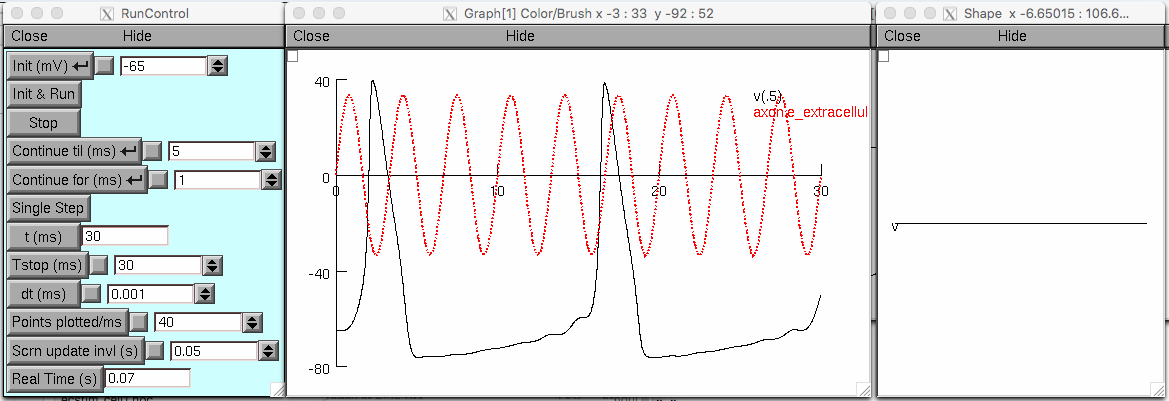 RunControl
Close Hide
Init (mV) -65
Init & Run
Stop
Continue til (ms) 5
Continue for (ms) 1
Single Step
t (ms) 30
Tstop (ms) 30
dt (ms) 0.001
Points plotted/ms 40
Scrn update invl (s) 0.05
Real Time (s) 0.07
Graph[1] Color/Brush x -3 : 33 y -92 : 52
Close Hide
40
v(.5)
axon.e_extracellul
0
0 10 20 30
-40
-80
Shape x -6.65015 : 106.6...
Close Hide
v